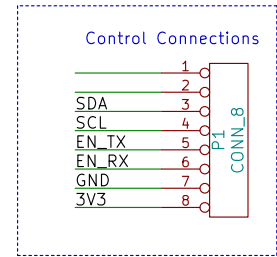 Control Connections
1
2
SDA 3
SCL 4
EN_TX 5
EN_RX 6
GND 7
3V3 8
P1
CONN_8